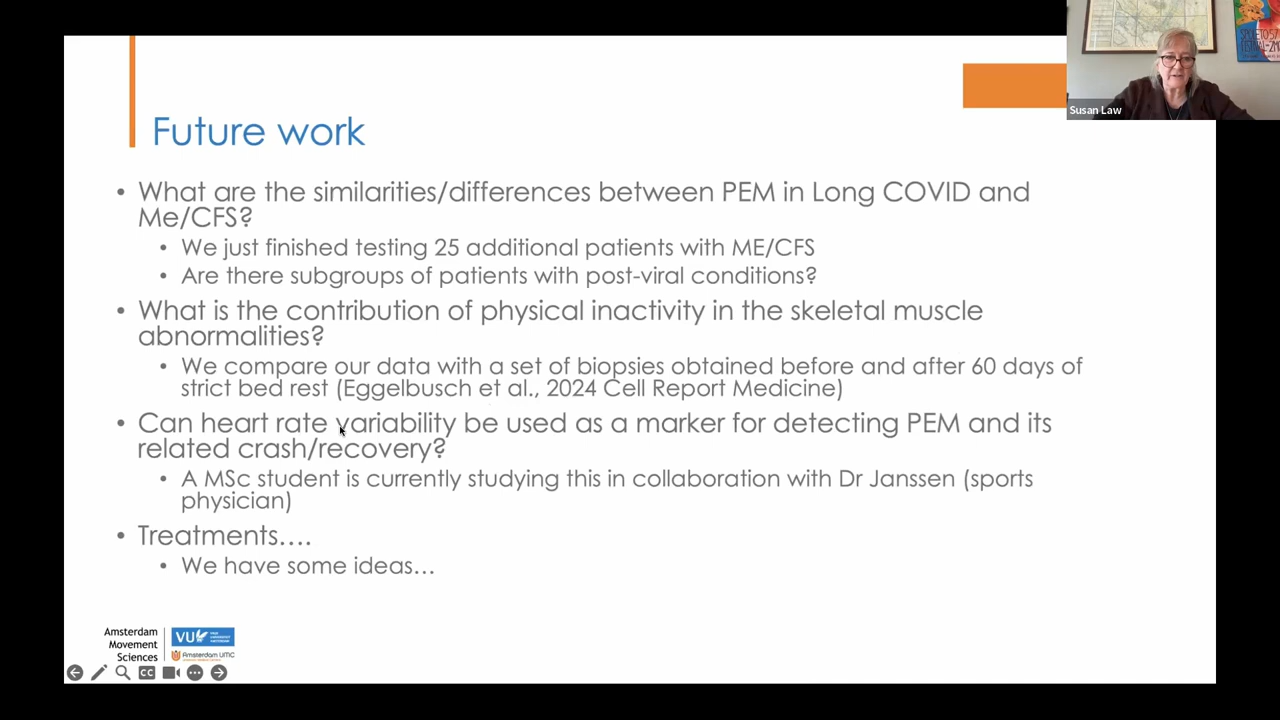 Susan Law
Future work
• What are the similarities/differences between PEM in Long COVID and
Me/CFS?
• We just finished testing 25 additional patients with ME/CFS
• Are there subgroups of patients with post-viral conditions?
• What is the contribution of physical inactivity in the skeletal muscle
abnormalities?
• We compare our data with a set of biopsies obtained before and after 60 days of
strict bed rest (Eggelbusch et al., 2024 Cell Report Medicine)
• Can heart rate variability be used as a marker for detecting PEM and its
related crash/recovery?
• A MSc student is currently studying this in collaboration with Dr Janssen (sports
physician)
• Treatments….
• We have some ideas…
Amsterdam
Movement
Sciences
VU
Amsterdam UMC
CC